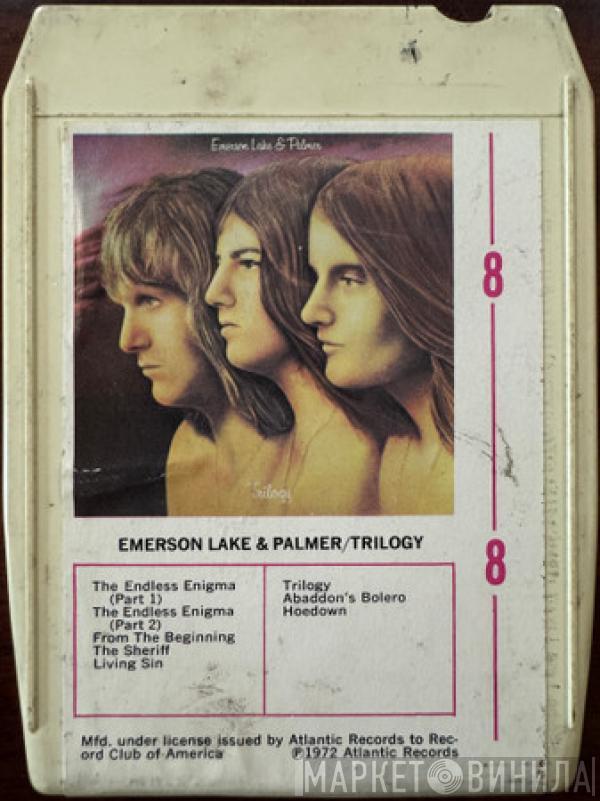 Emerson Lake & Palmer
8
Trilogy
EMERSON LAKE & PALMER/TRILOGY
8
The Endless Enigma
(Part 1)
The Endless Enigma
(Part 2)
From The Beginning
The Sheriff
Living Sin
Trilogy
Abaddon's Bolero
Hoedown
Mfd. under license issued by Atlantic Records to Rec-
ord Club of America ℗1972 Atlantic Records
МАРКЕТ ВИНИЛА